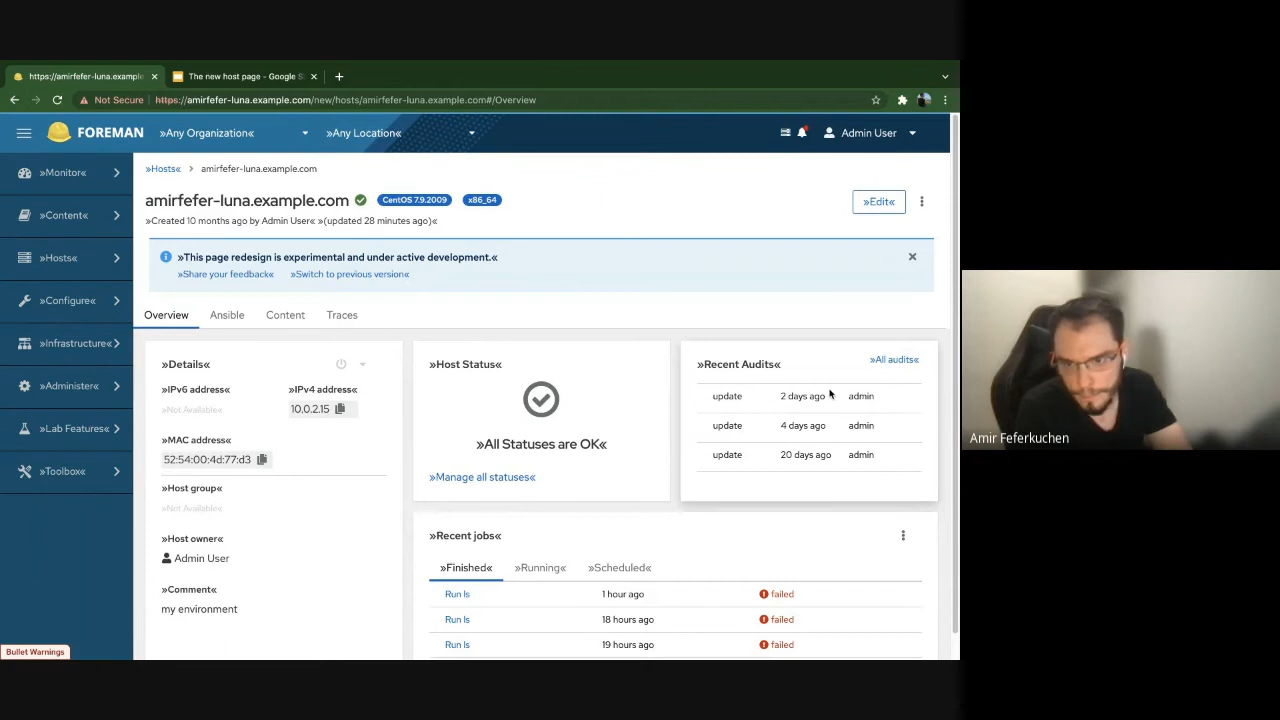 https://amirfefer-luna.example
The new host page - Google S
Not Secure
https://amirfefer-luna.example.com/new/hosts/amirfefer-luna.example.com#/Overview
FOREMAN
»Any Organization«
»Any Location«
Admin User
»Monitor«
»Content«
»Hosts«
»Configure«
»Infrastructure«
»Administer«
»Lab Features«
»Toolbox«
»Hosts« > amirfefer-luna.example.com
amirfefer-luna.example.com CentOS 7.9.2009 x86_64
»Edit«
»Created 10 months ago by Admin User« »(updated 28 minutes ago)«
»This page redesign is experimental and under active development.«
»Share your feedback« »Switch to previous version«
Overview Ansible Content Traces
»Details«
»IPv6 address« »IPv4 address«
»Not Available« 10.0.2.15
»MAC address«
52:54:00:4d:77:d3
»Host group«
»Not Available«
»Host owner«
Admin User
»Comment«
my environment
»Host Status«
»All Statuses are OK«
»Manage all statuses«
»Recent Audits« »All audits«
update 2 days ago admin
update 4 days ago admin
update 20 days ago admin
»Recent jobs«
»Finished« »Running« »Scheduled«
Run ls 1 hour ago failed
Run ls 18 hours ago failed
Run ls 19 hours ago failed
Bullet Warnings
Amir Feferkuchen